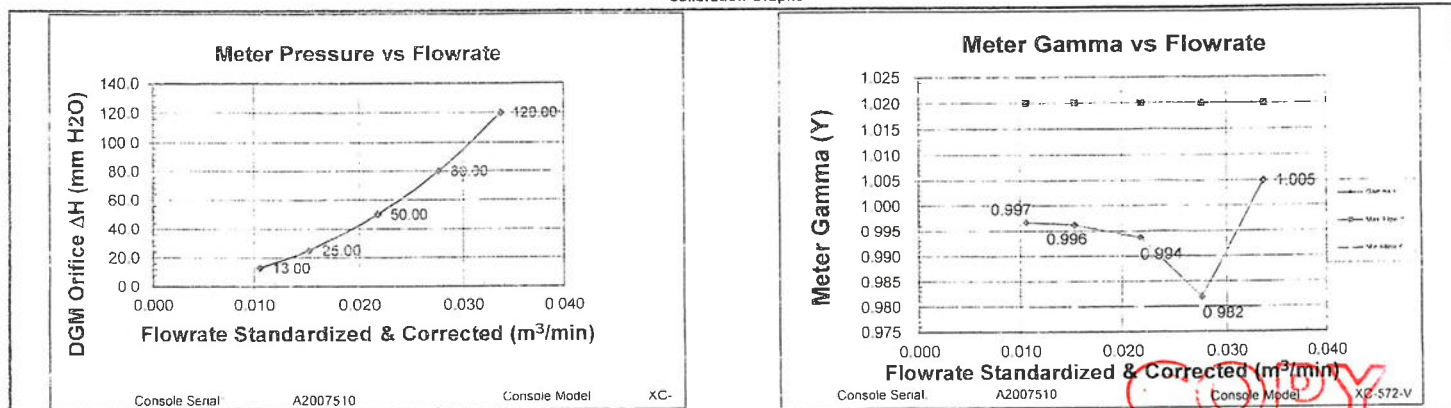 Meter Pressure vs Flowrate
DGM Orifice ΔH (mm H2O)
140.0
120.0
100.0
80.0
60.0
40.0
20.0
0 0
120.00
80.00
50.00
25.00
13.00
0.000 0.010 0.020 0.030 0 040
Flowrate Standardized & Corrected (m³/min)
Console Serial A2007510 Console Model XC-
Meter Gamma vs Flowrate
Meter Gamma (Y)
1.025
1.020
1.015
1.010
1.005
1.000
0.995
0.990
0.985
0.980
0.975
0.997
0.996
0.994
0.982
1.005
0.000 0.010 0.020 0.030 0.040
Flowrate Standardized & Corrected (m³/min)
Console Serial. A2007510 Console Model XC-572-V
COPY